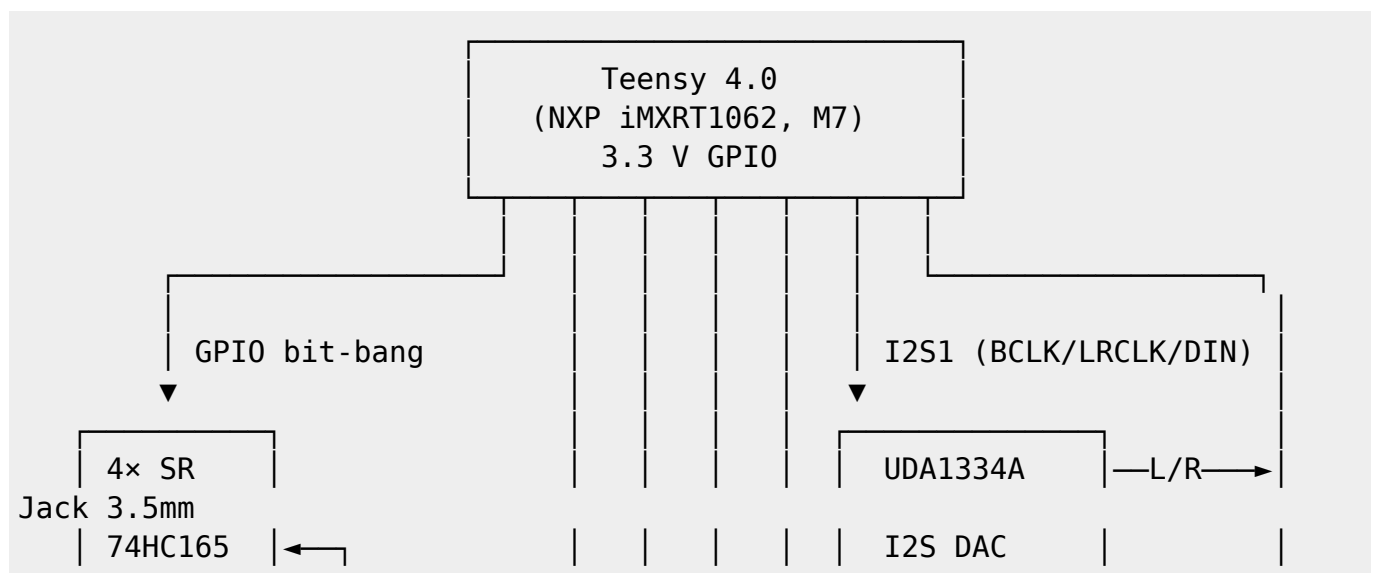 Teensy 4.0
(NXP iMXRT1062, M7)
3.3 V GPIO
GPIO bit-bang
I2S1 (BCLK/LRCLK/DIN)
4× SR
UDA1334A
L/R
Jack 3.5mm
74HC165
I2S DAC